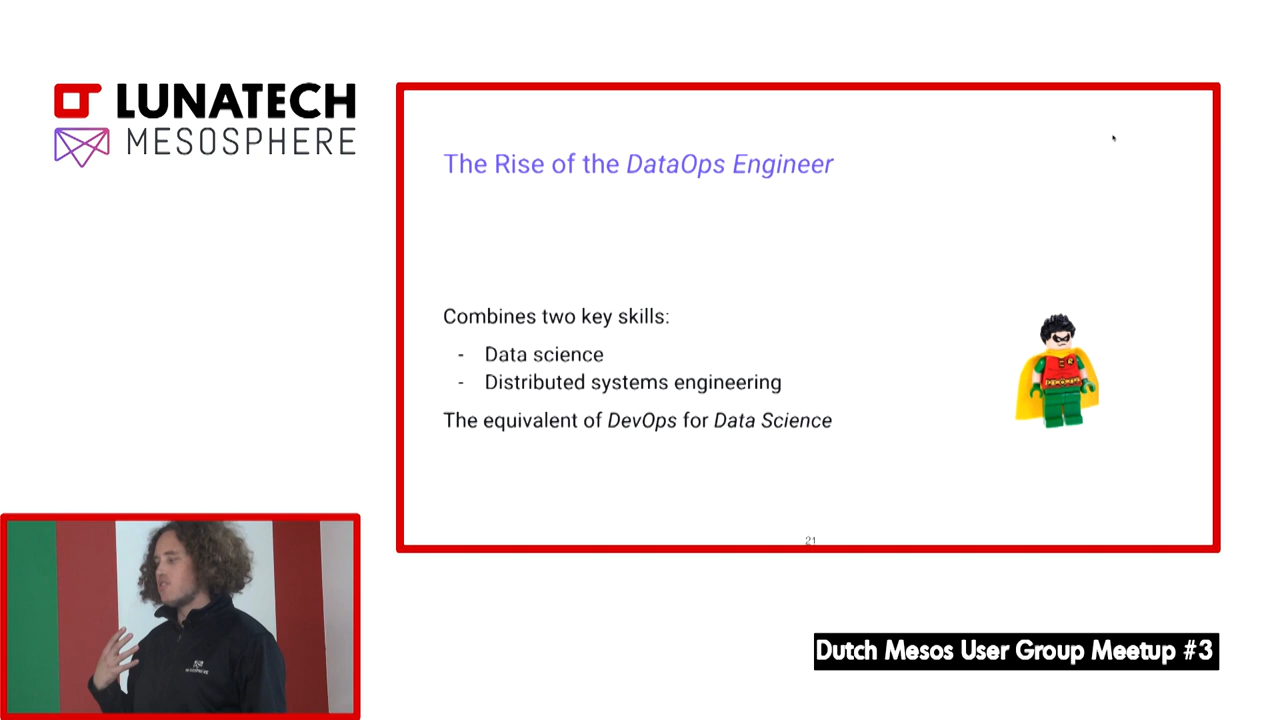 LUNATECH
MESOSPHERE
The Rise of the DataOps Engineer
Combines two key skills:
- Data science
- Distributed systems engineering
The equivalent of DevOps for Data Science
21
Dutch Mesos User Group Meetup #3